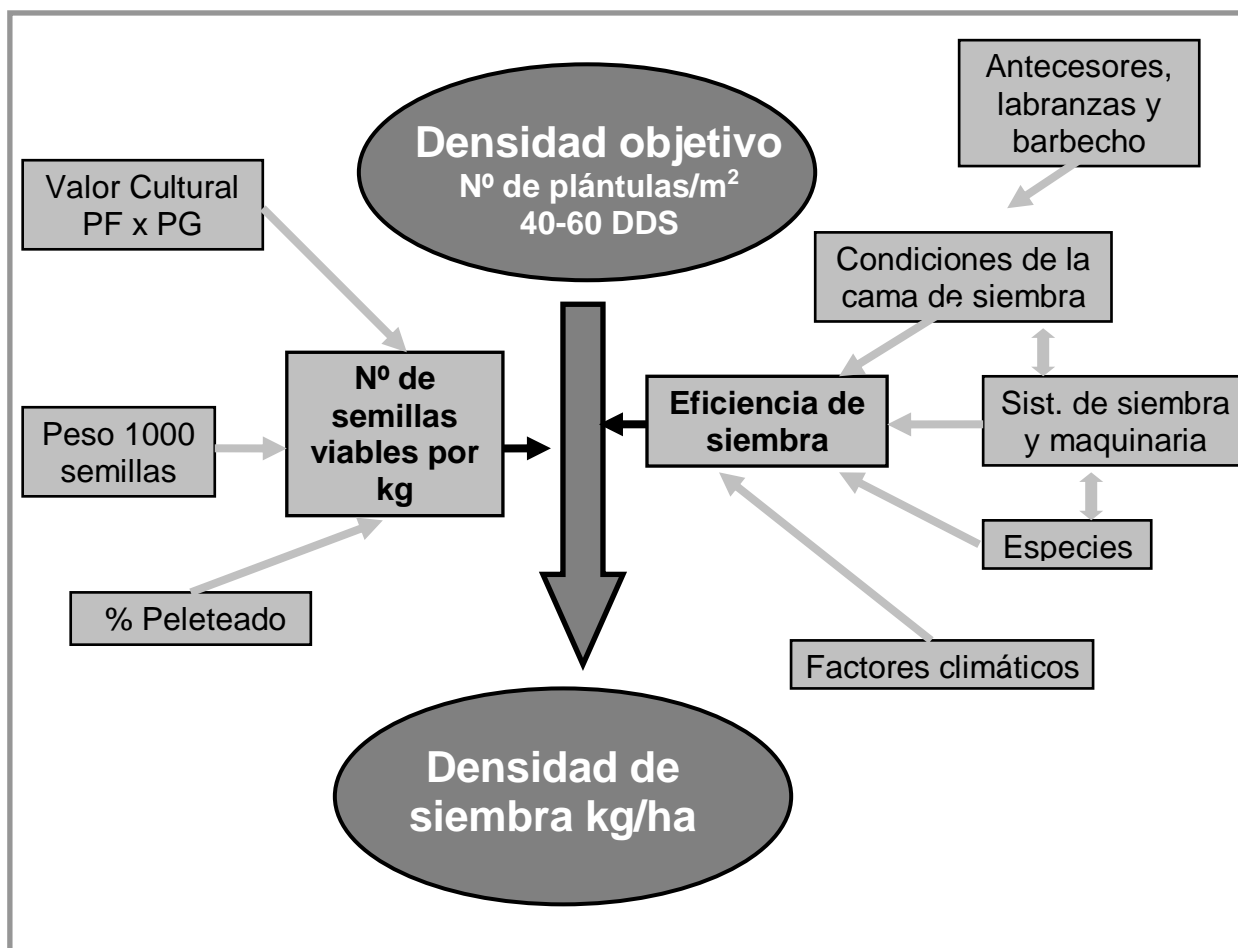 Antecesores,
labranzas y
barbecho
Densidad objetivo
Nº de plántulas/m²
40-60 DDS
Valor Cultural
PF x PG
Condiciones de la
cama de siembra
Nº de
semillas
viables por
kg
Eficiencia de
siembra
Sist. de siembra
y maquinaria
Peso 1000
semillas
Especies
% Peleteado
Factores climáticos
Densidad de
siembra kg/ha